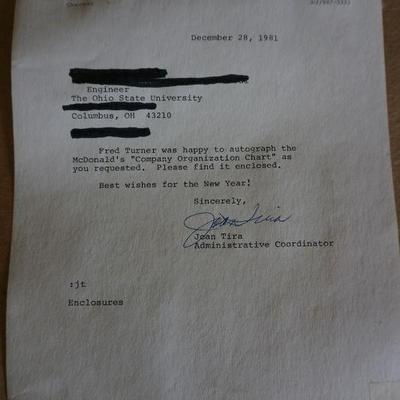 December 28, 1981
Engineer
The Ohio State University
Columbus, OH 43210
Fred Turner was happy to autograph the
McDonald's "Company Organization Chart" as
you requested. Please find it enclosed.
Best wishes for the New Year!
Sincerely,
Joan Tira
Joan Tira
Administrative Coordinator
:jt
Enclosures